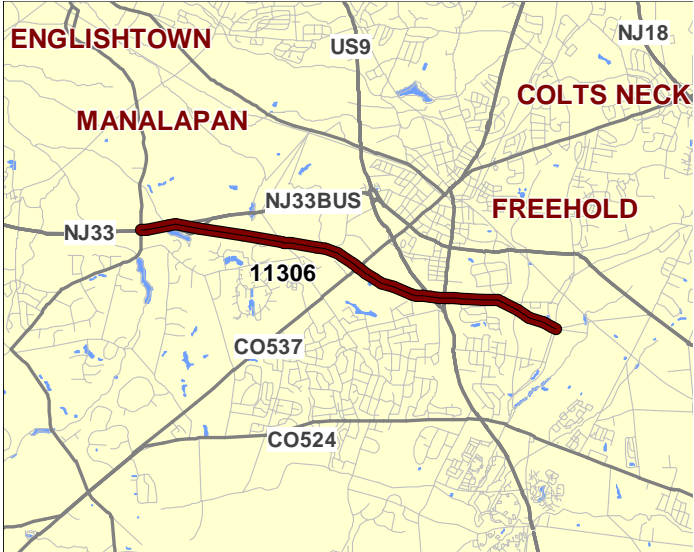 ENGLISHTOWN
US9
NJ18
COLTS NECK
MANALAPAN
NJ33BUS
FREEHOLD
NJ33
11306
CO537
CO524